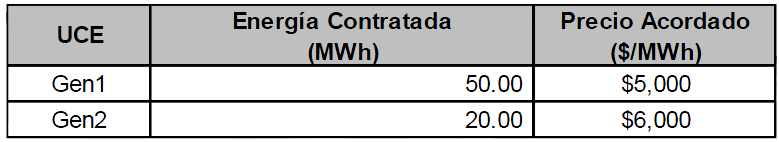 UCE Energía Contratada (MWh) Precio Acordado ($/MWh)
Gen1 50.00 $5,000
Gen2 20.00 $6,000